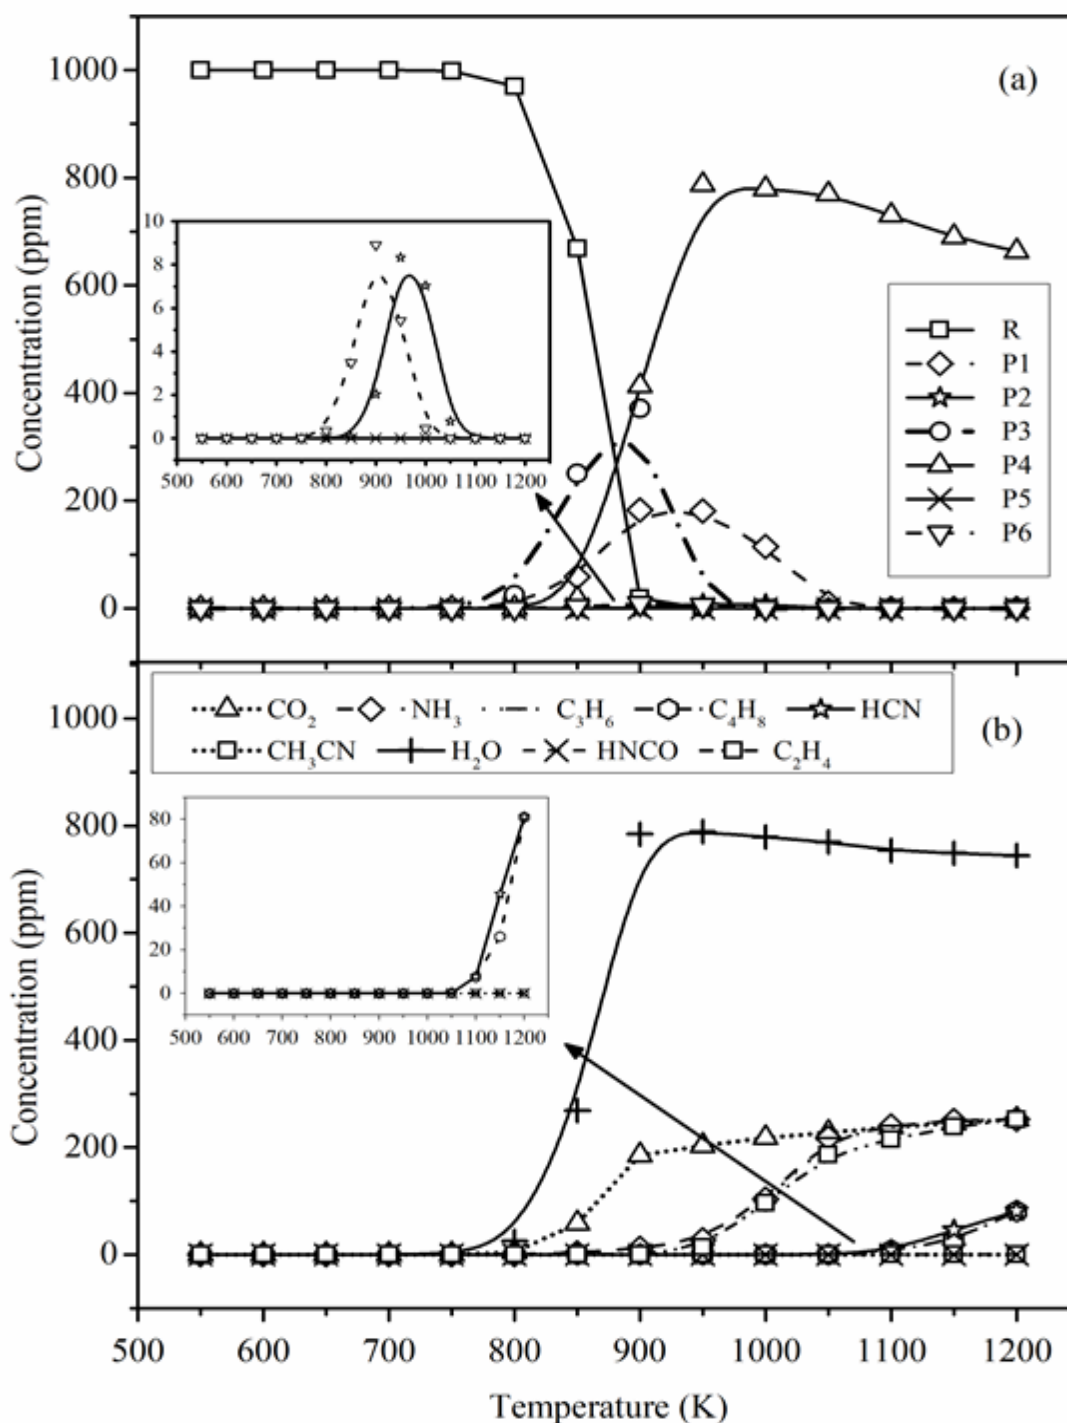 (a)
1000
800
600
400
200
0
Concentration (ppm)
10
8
6
4
2
0
500 600 700 800 900 1000 1100 1200
R
P1
P2
P3
P4
P5
P6
(b)
CO₂ NH₃ C₃H₆ C₄H₈ HCN
CH₃CN H₂O HNCO C₂H₄
1000
800
600
400
200
0
Concentration (ppm)
80
60
40
20
0
500 600 700 800 900 1000 1100 1200
500 600 700 800 900 1000 1100 1200
Temperature (K)